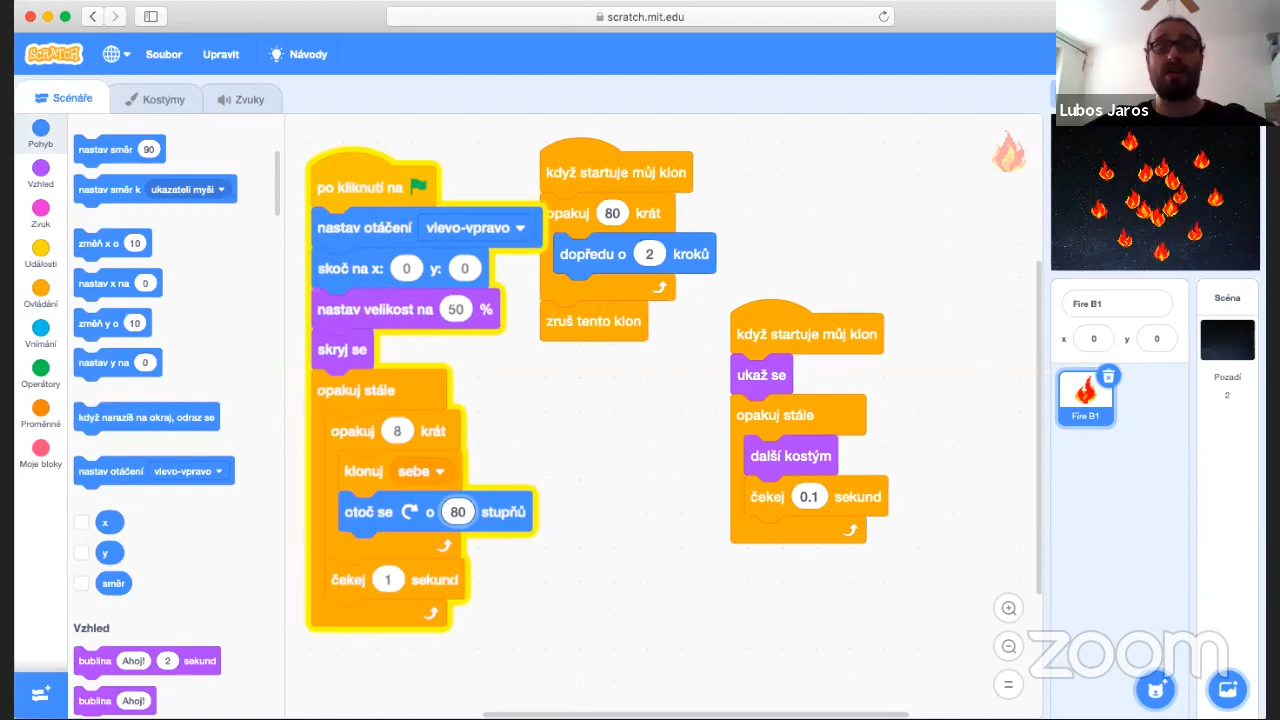 scratch.mit.edu
SCRATCH
Soubor
Upravit
Návody
Scénáře
Kostýmy
Zvuky
Pohyb
Vzhled
Zvuk
Události
Ovládání
Vnímání
Operátory
Proměnné
Moje bloky
nastav směr 90
nastav směr k ukazateli myši
změň x o 10
nastav x na 0
změň y o 10
nastav y na 0
když narazíš na okraj, odraz se
nastav otáčení vlevo-vpravo
x
y
směr
Vzhled
bublina Ahoj! 2 sekund
bublina Ahoj!
po kliknutí na
nastav otáčení vlevo-vpravo
skoč na x: 0 y: 0
nastav velikost na 50 %
skryj se
opakuj stále
opakuj 8 krát
klonuj sebe
otoč se o 80 stupňů
čekej 1 sekund
když startuje můj klon
opakuj 80 krát
dopředu o 2 kroků
zruš tento klon
když startuje můj klon
ukaž se
opakuj stále
další kostým
čekej 0.1 sekund
Lubos Jaros
Fire B1
x 0 y 0
Fire B1
Scéna
Pozadí
2
zoom